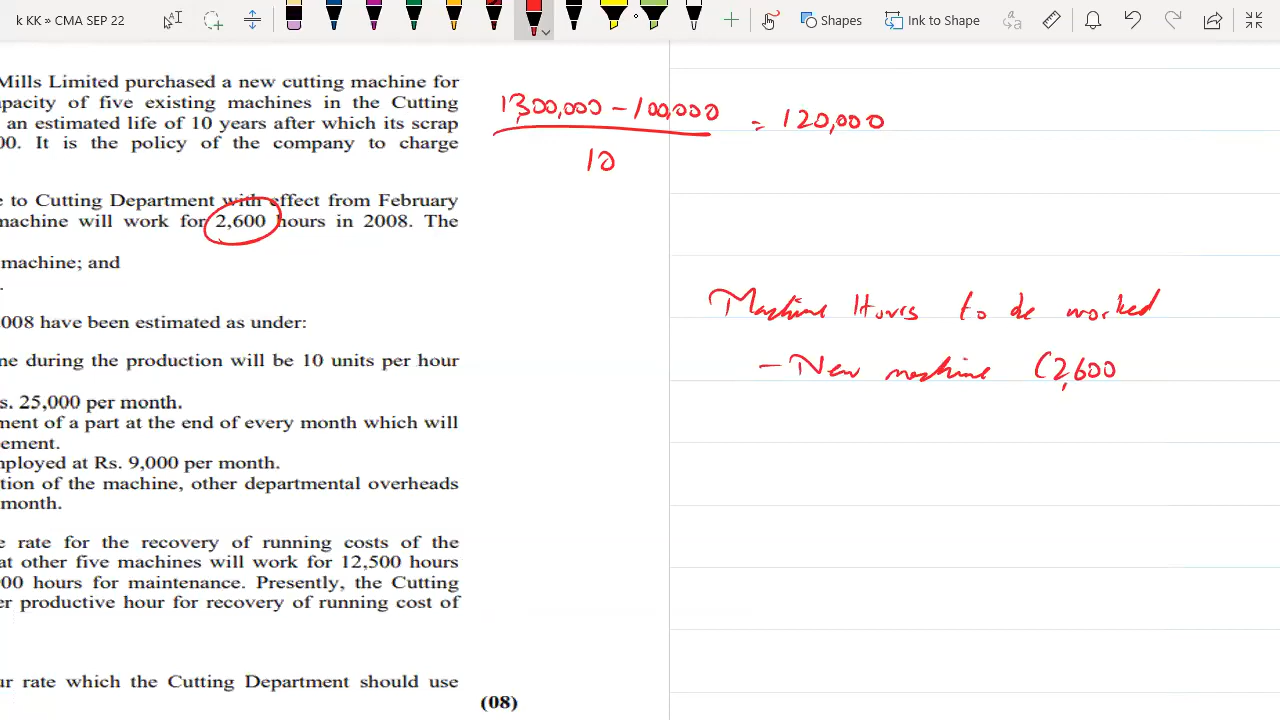 k KK » CMA SEP 22
Shapes
Ink to Shape
Mills Limited purchased a new cutting machine for
apacity of five existing machines in the Cutting
an estimated life of 10 years after which its scrap
00. It is the policy of the company to charge
e to Cutting Department with effect from February
machine will work for 2,600 hours in 2008. The
machine; and
.
2008 have been estimated as under:
ne during the production will be 10 units per hour
s. 25,000 per month.
ment of a part at the end of every month which will
ement.
mployed at Rs. 9,000 per month.
tion of the machine, other departmental overheads
month.
e rate for the recovery of running costs of the
at other five machines will work for 12,500 hours
00 hours for maintenance. Presently, the Cutting
er productive hour for recovery of running cost of
ur rate which the Cutting Department should use
(08)
1,300,000 - 100,000
= 120,000
10
Machine Hours to be worked
- New machine (2,600